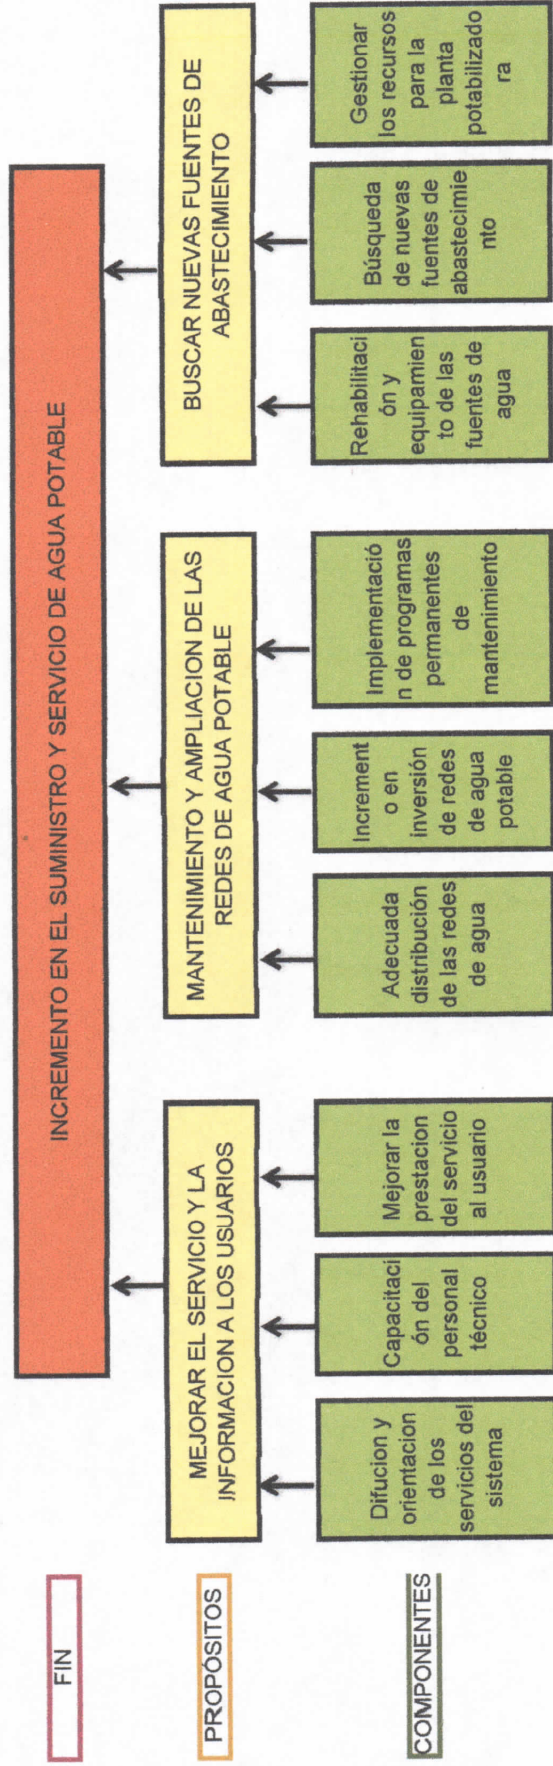 FIN
INCREMENTO EN EL SUMINISTRO Y SERVICIO DE AGUA POTABLE
PROPÓSITOS
MEJORAR EL SERVICIO Y LA
INFORMACION A LOS USUARIOS
MANTENIMIENTO Y AMPLIACION DE LAS
REDES DE AGUA POTABLE
BUSCAR NUEVAS FUENTES DE
ABASTECIMIENTO
COMPONENTES
Difucion y
orientacion
de los
servicios del
sistema
Capacitaci
ón del
personal
técnico
Mejorar la
prestacion
del servicio
al usuario
Adecuada
distribución
de las redes
de agua
Increment
o en
inversión
de redes
de agua
potable
Implementació
n de programas
permanentes
de
mantenimiento
Rehabilitaci
ón y
equipamien
to de las
fuentes de
agua
Búsqueda
de nuevas
fuentes de
abastecimie
nto
Gestionar
los recursos
para la
planta
potabilizado
ra